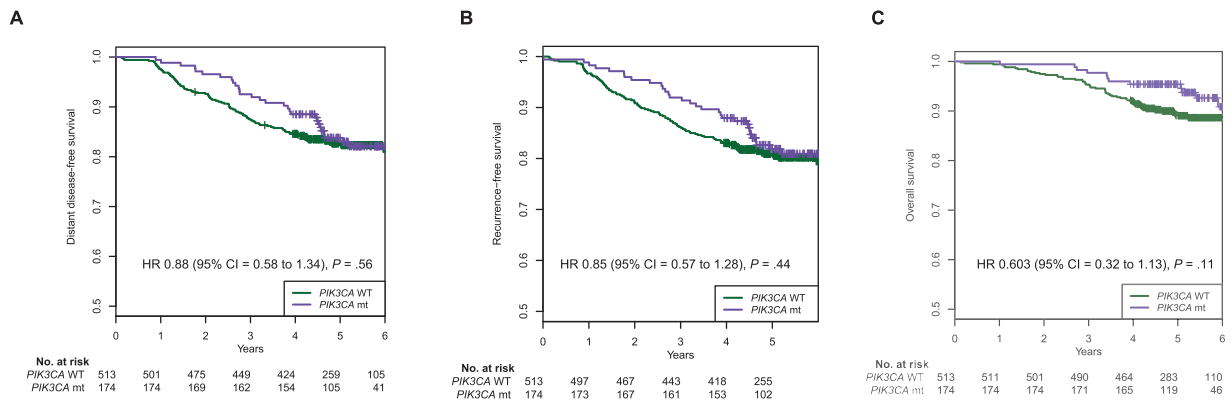 A
Distant disease-free survival
1.0
0.9
0.8
0.7
0.6
0.5
HR 0.88 (95% CI = 0.58 to 1.34), P = .56
PIK3CA WT
PIK3CA mt
0 1 2 3 4 5 6
Years
No. at risk
PIK3CA WT 513 501 475 449 424 259 105
PIK3CA mt 174 174 169 162 154 105 41
B
Recurrence-free survival
1.0
0.9
0.8
0.7
0.6
0.5
HR 0.85 (95% CI = 0.57 to 1.28), P = .44
PIK3CA WT
PIK3CA mt
0 1 2 3 4 5
Years
No. at risk
PIK3CA WT 513 497 467 443 418 255
PIK3CA mt 174 173 167 161 153 102
C
Overall survival
1.0
0.9
0.8
0.7
0.6
0.5
HR 0.603 (95% CI = 0.32 to 1.13), P = .11
PIK3CA WT
PIK3CA mt
0 1 2 3 4 5 6
Years
No. at risk
PIK3CA WT 513 511 501 490 464 283 110
PIK3CA mt 174 174 174 171 165 119 46